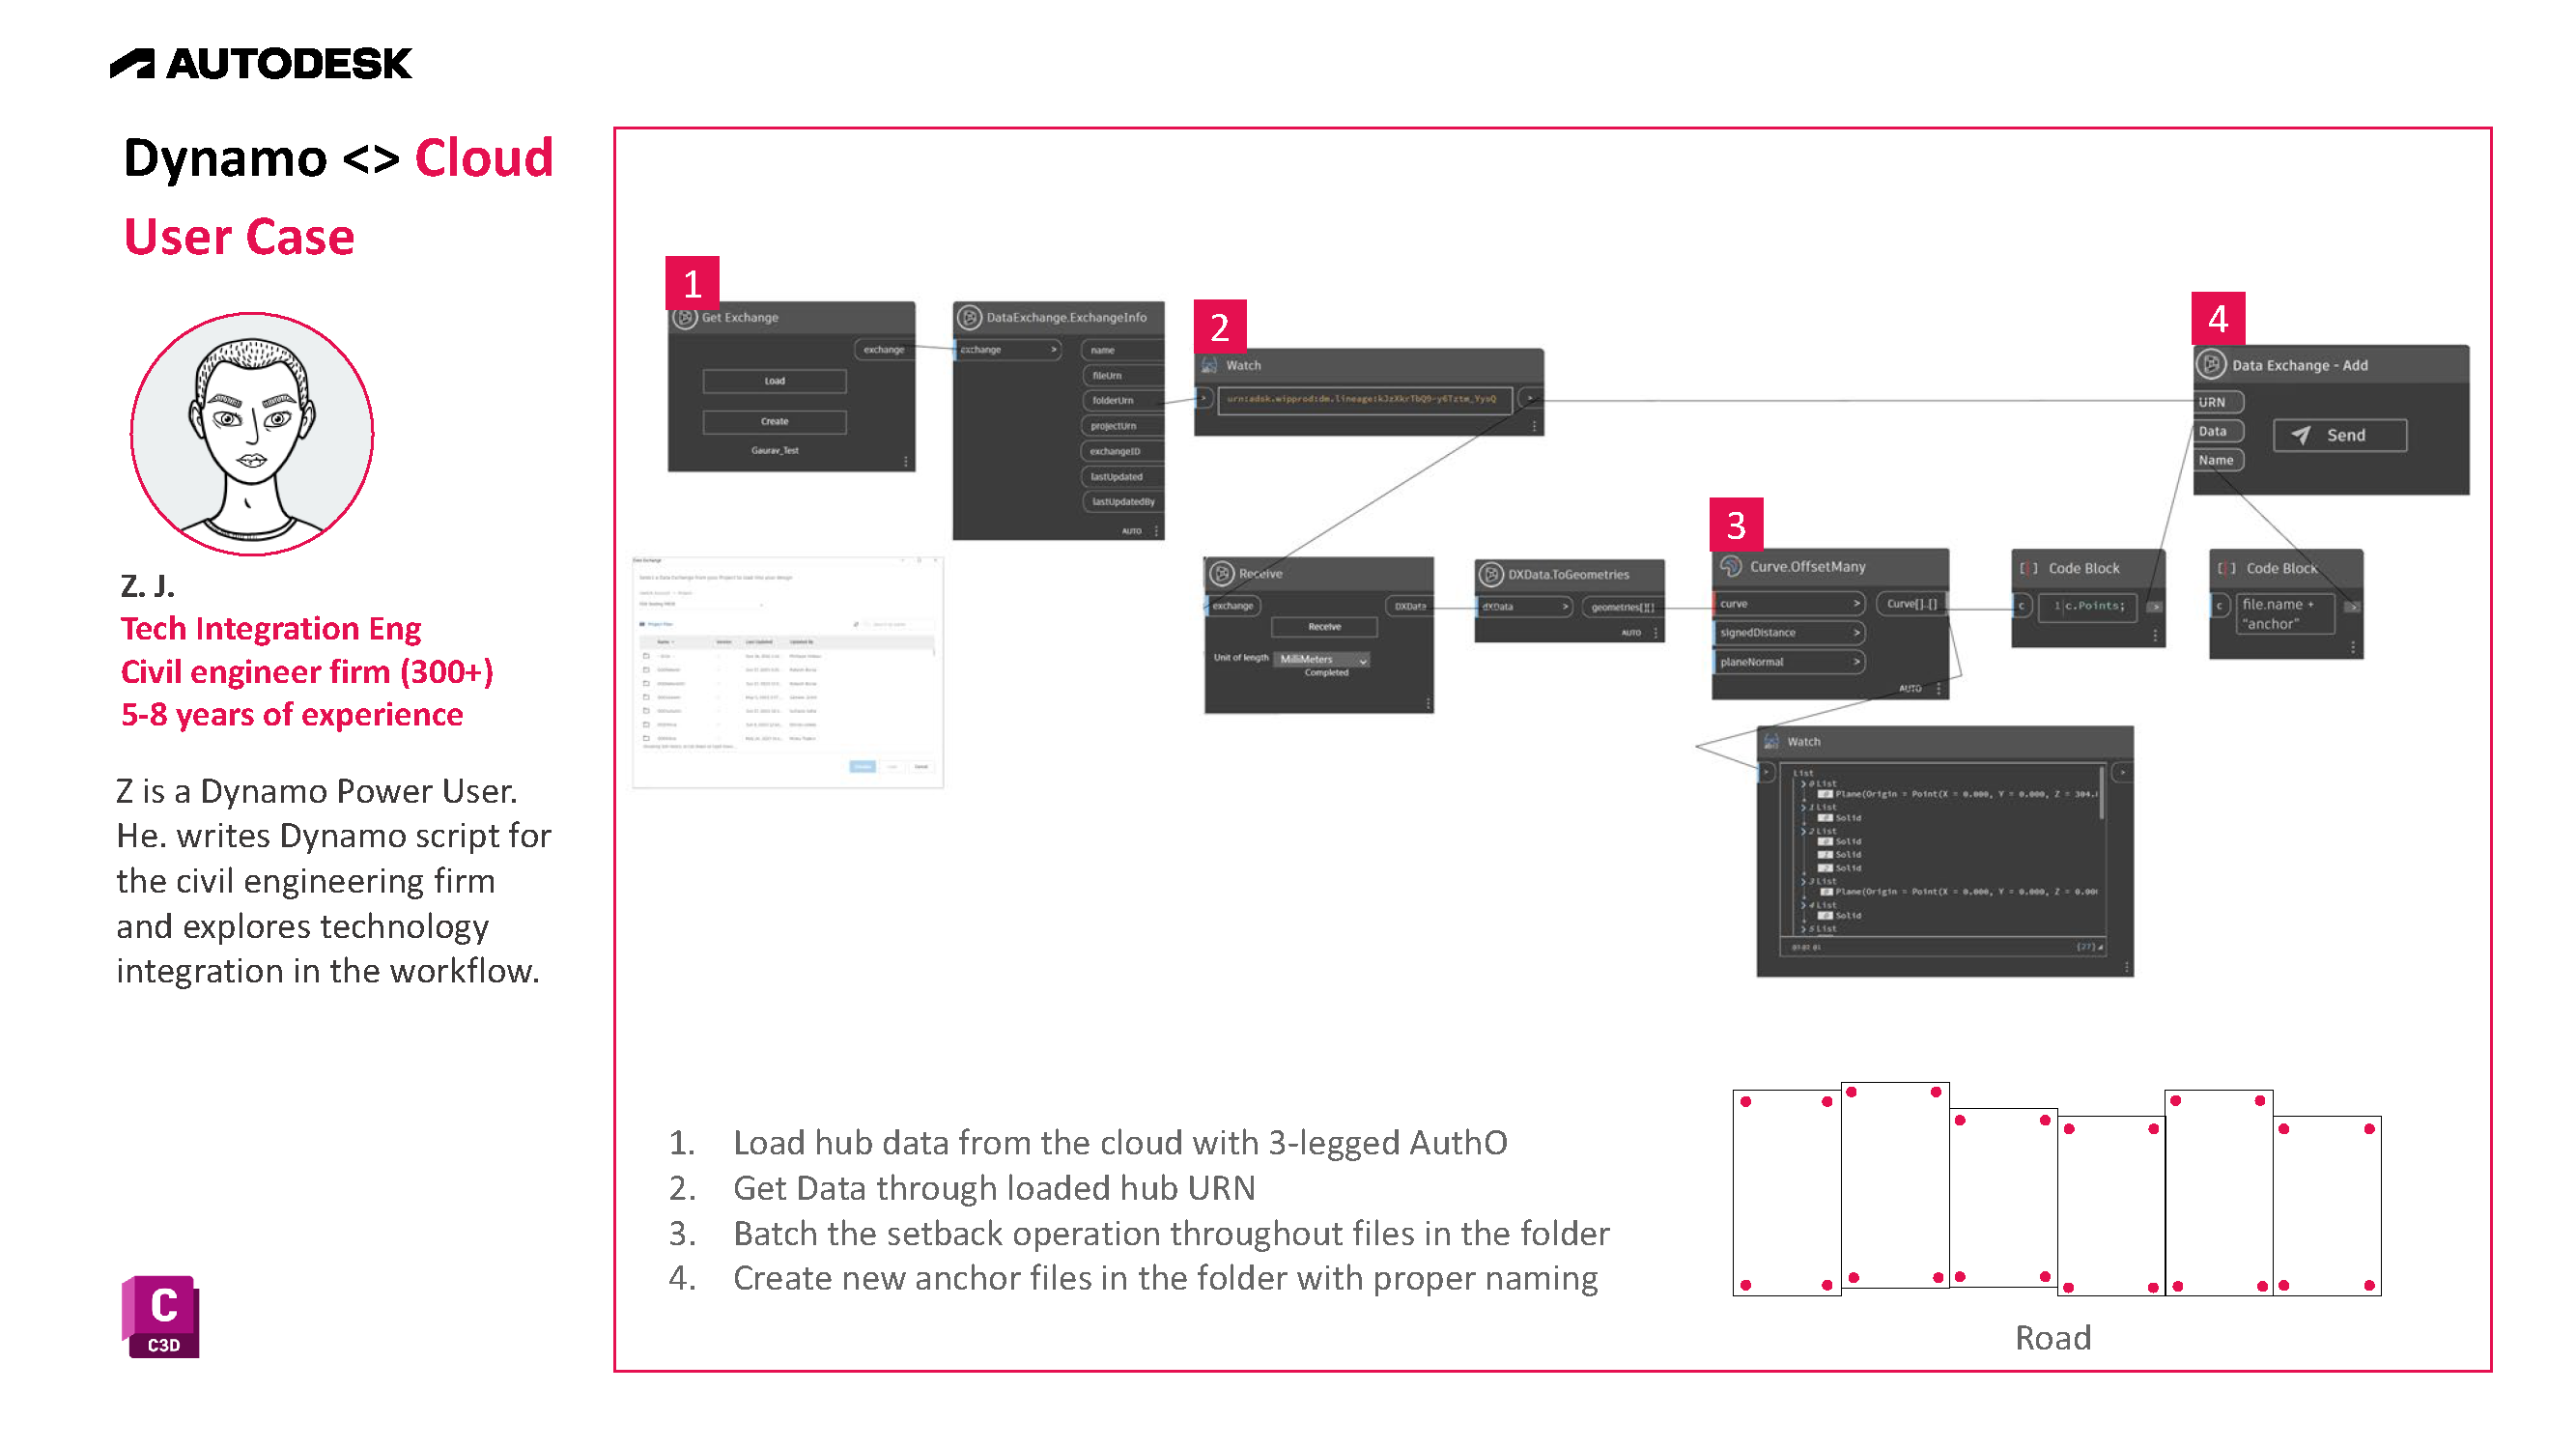 AUTODESK
Dynamo <> Cloud
User Case
Z. J.
Tech Integration Eng
Civil engineer firm (300+)
5-8 years of experience
Z is a Dynamo Power User.
He. writes Dynamo script for
the civil engineering firm
and explores technology
integration in the workflow.
C
C3D
1
Get Exchange
exchange
Load
Create
Gaurav_Test
DataExchange.ExchangeInfo
exchange >
name
fileUrn
folderUrn
projectUrn
exchangeID
lastUpdated
lastUpdatedBy
AUTO
2
Watch
>
>
Receive
exchange
DXData
Receive
Unit of length MilliMeters
Completed
DXData.ToGeometries
dXData >
geometries[][]
AUTO
3
Curve.OffsetMany
curve >
Curve[]..[]
signedDistance >
planeNormal >
AUTO
Watch
>
List
0 List
Plane(Origin = Point(X = 0.000, Y = 0.000, Z = 304.
1 List
Solid
2 List
Solid
Solid
Solid
3 List
Plane(Origin = Point(X = 0.000, Y = 0.000, Z = 0.00
4 List
Solid
5 List
{27}
Code Block
c
1 c.Points;
>
Code Block
c
file.name +
"anchor"
>
4
Data Exchange - Add
URN
Data
Name
Send
1. Load hub data from the cloud with 3-legged AuthO
2. Get Data through loaded hub URN
3. Batch the setback operation throughout files in the folder
4. Create new anchor files in the folder with proper naming
Road